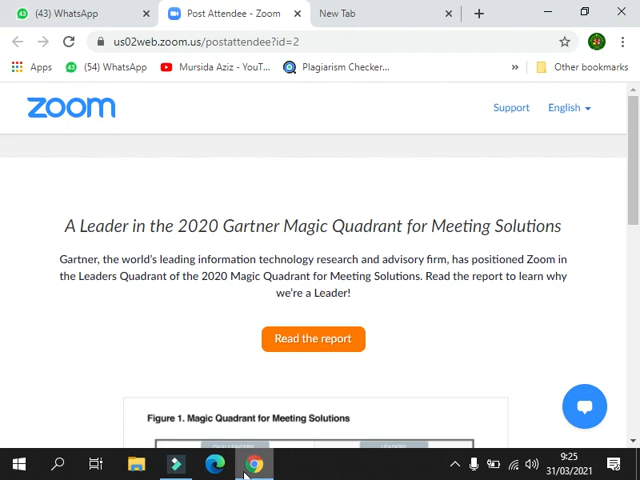 (43) WhatsApp
Post Attendee - Zoom
New Tab
us02web.zoom.us/postattendee?id=2
Apps
(54) WhatsApp
Mursida Aziz - YouT...
Plagiarism Checker...
»
Other bookmarks
zoom
Support
English
A Leader in the 2020 Gartner Magic Quadrant for Meeting Solutions
Gartner, the world's leading information technology research and advisory firm, has positioned Zoom in
the Leaders Quadrant of the 2020 Magic Quadrant for Meeting Solutions. Read the report to learn why
we're a Leader!
Read the report
Figure 1. Magic Quadrant for Meeting Solutions
CHALLENGERS
LEADERS
9:25
31/03/2021